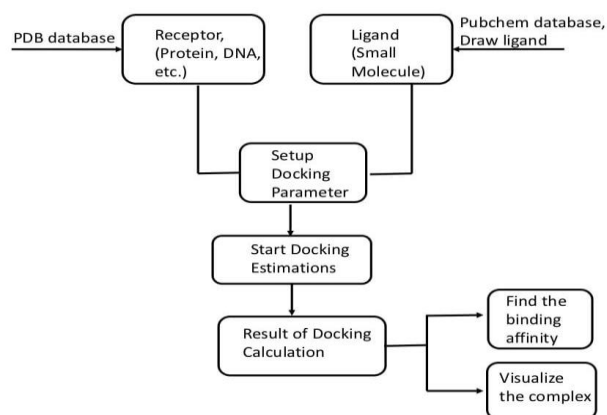 PDB database
Receptor,
(Protein, DNA,
etc.)
Ligand
(Small
Molecule)
Pubchem database,
Draw ligand
Setup
Docking
Parameter
Start Docking
Estimations
Result of Docking
Calculation
Find the
binding
affinity
Visualize
the complex